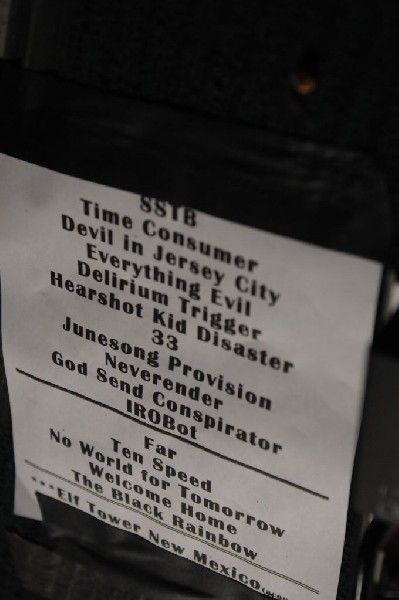 SSTB
Time Consumer
Devil in Jersey City
Everything Evil
Delirium Trigger
Hearshot Kid Disaster
33
Junesong Provision
Neverender
God Send Conspirator
IROBot
Far
Ten Speed
No World for Tomorrow
Welcome Home
The Black Rainbow
***Elf Tower New Mexico